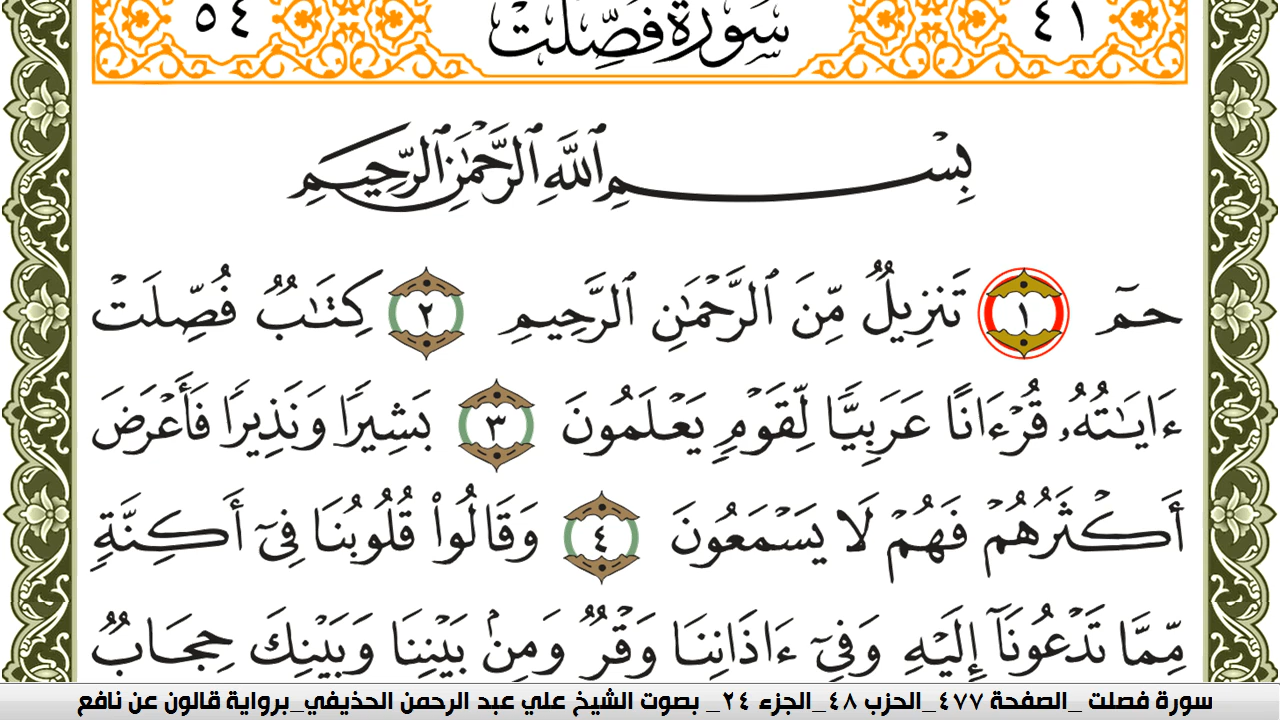 ٤١ سورة فصلت ٥٤
بِسْمِ ٱللَّهِ ٱلرَّحْمَٰنِ ٱلرَّحِيمِ
حمٓ ١ تَنزِيلٌ مِّنَ ٱلرَّحْمَٰنِ ٱلرَّحِيمِ ٢ كِتَٰبٌ فُصِّلَتْ
ءَايَٰتُهُۥ قُرْءَانًا عَرَبِيًّا لِّقَوْمٍ يَعْلَمُونَ ٣ بَشِيرًا وَنَذِيرًا فَأَعْرَضَ
أَكْثَرُهُمْ فَهُمْ لَا يَسْمَعُونَ ٤ وَقَالُوا۟ قُلُوبُنَا فِىٓ أَكِنَّةٍ
مِّمَّا تَدْعُونَآ إِلَيْهِ وَفِىٓ ءَاذَانِنَا وَقْرٌ وَمِنۢ بَيْنِنَا وَبَيْنِكَ حِجَابٌ
سورة فصلت _الصفحة ٤٧٧_الحزب ٤٨_الجزء ٢٤_ بصوت الشيخ علي عبد الرحمن الحذيفي_برواية قالون عن نافع